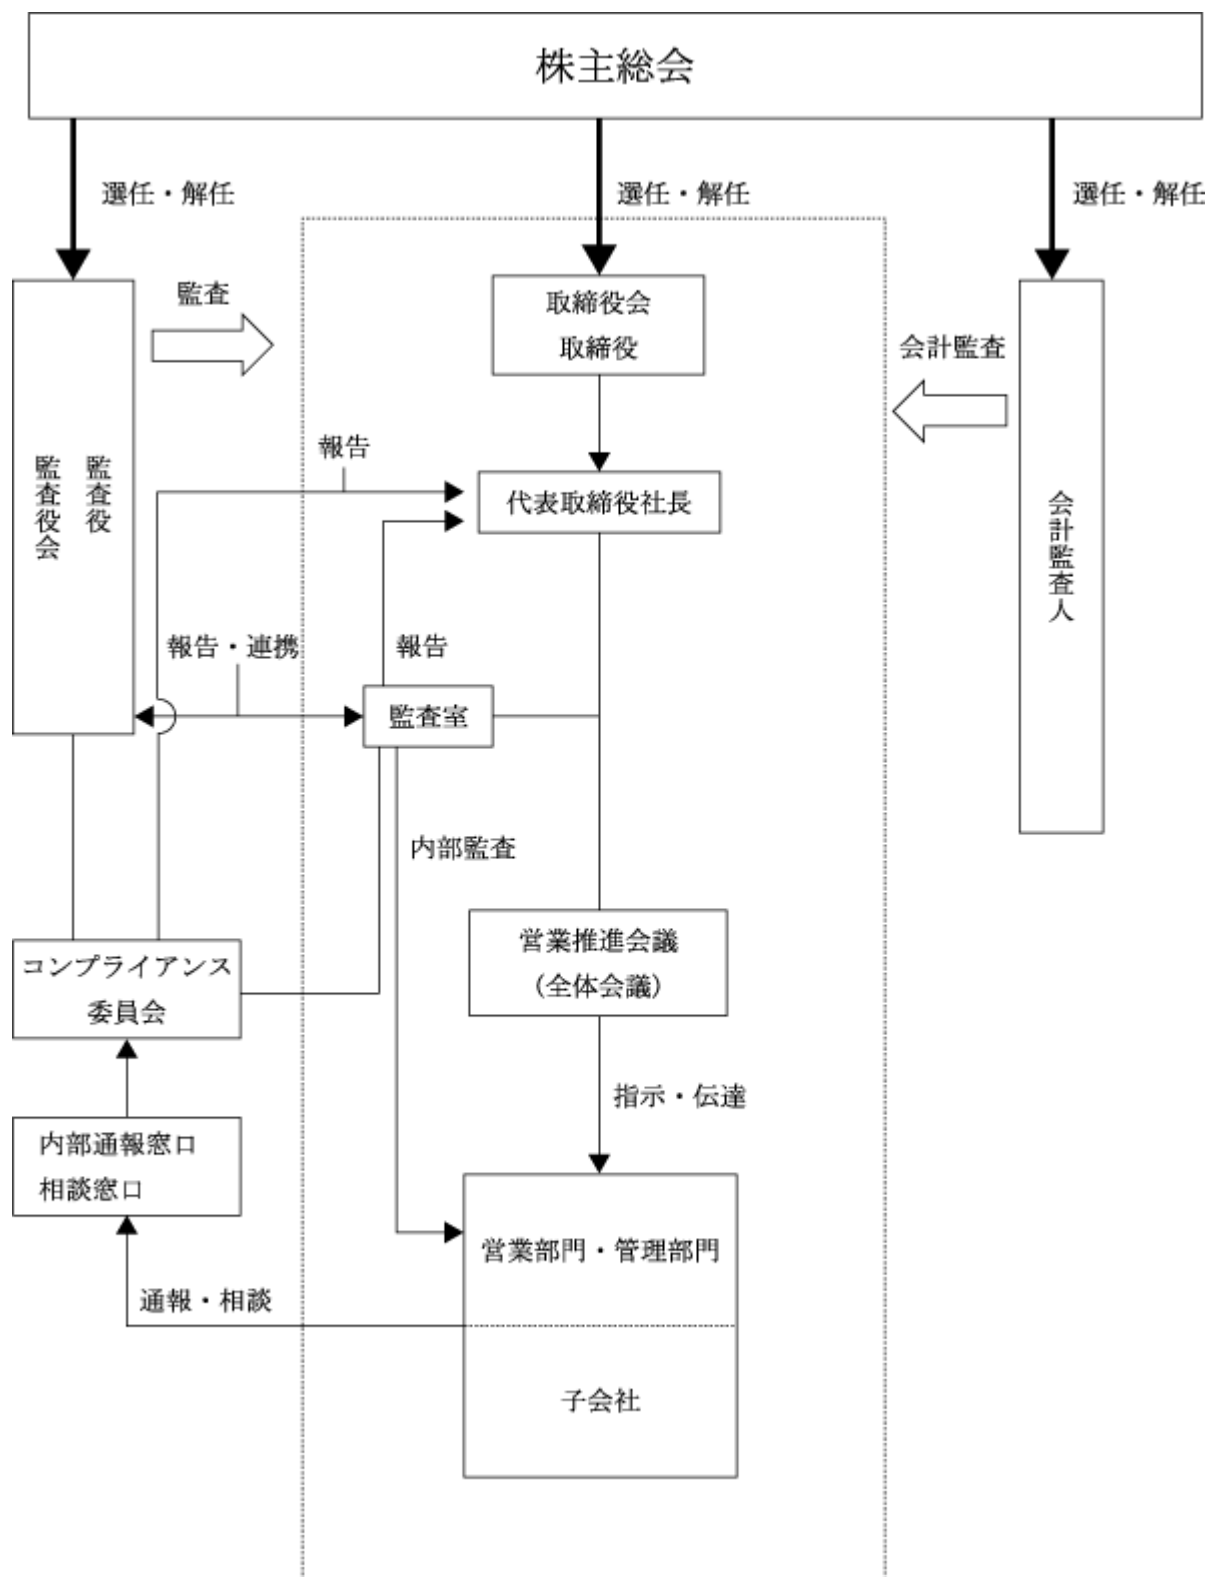 株主総会
選任・解任
選任・解任
選任・解任
監査
取締役会
取締役
会計監査
報告
監査役
監査役会
代表取締役社長
会計監査人
報告・連携
報告
監査室
内部監査
営業推進会議
(全体会議)
コンプライアンス
委員会
指示・伝達
内部通報窓口
相談窓口
営業部門・管理部門
通報・相談
子会社